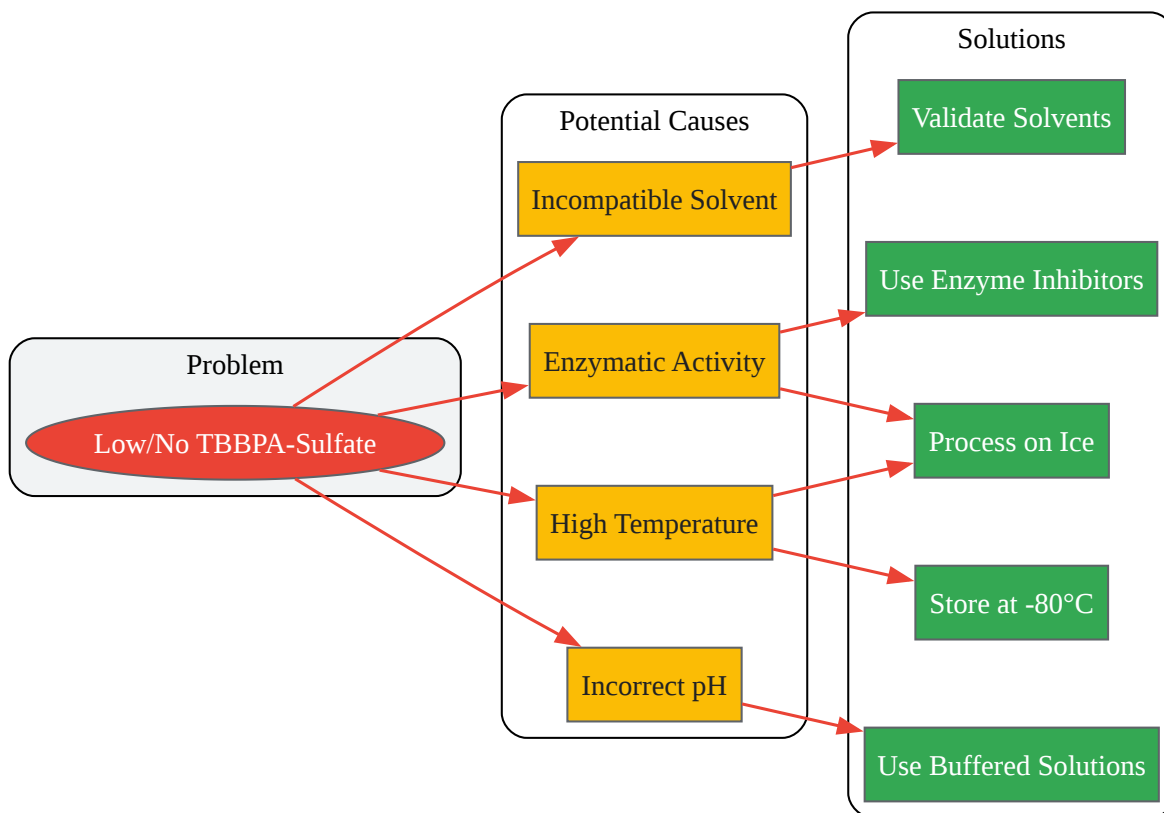 Problem
Low/No TBBPA-Sulfate
Potential Causes
Incompatible Solvent
Enzymatic Activity
High Temperature
Incorrect pH
Solutions
Validate Solvents
Use Enzyme Inhibitors
Process on Ice
Store at -80°C
Use Buffered Solutions